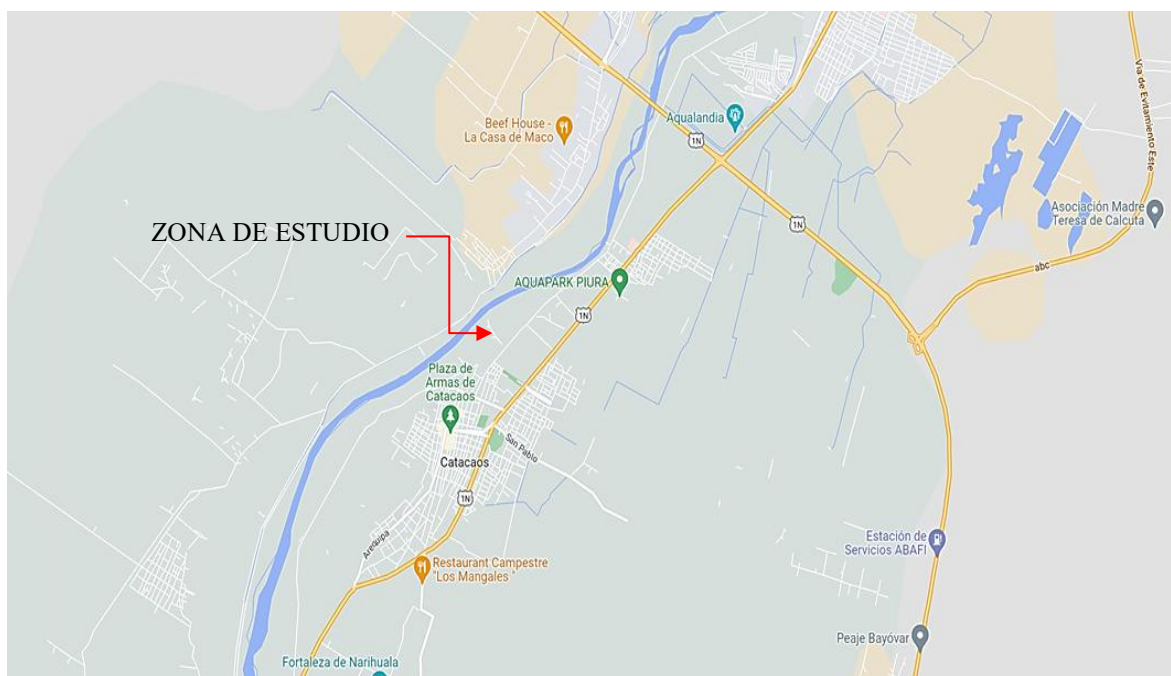 Beef House -
La Casa de Maco
Aqualandia
1N
Via de Evitamiento Este
Asociación Madre
Teresa de Calcuta
ZONA DE ESTUDIO
1N
abc
AQUAPARK PIURA
1N
Plaza de
Armas de
Catacaos
San Pablo
Catacaos
1N
Arequipa
Estación de
Servicios ABAFI
Restaurant Campestre
"Los Mangales"
Peaje Bayóvar
Fortaleza de Narihuala